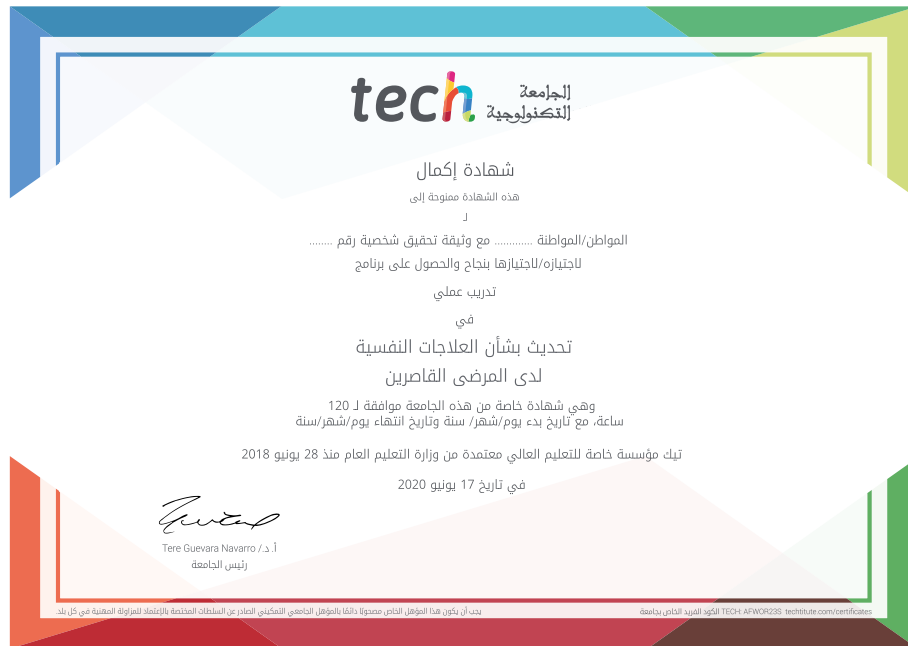 tech الجامعة
التكنولوجية
شهادة إكمال
هذه الشهادة ممنوحة إلى
لـ
المواطن/المواطنة ............. مع وثيقة تحقيق شخصية رقم ........
لاجتيازه/لاجتيازها بنجاح والحصول على برنامج
تدريب عملي
في
تحديث بشأن العلاجات النفسية
لدى المرضى القاصرين
وهي شهادة خاصة من هذه الجامعة موافقة لـ 120
ساعة، مع تاريخ بدء يوم/شهر/ سنة وتاريخ انتهاء يوم/شهر/سنة
تيك مؤسسة خاصة للتعليم العالي معتمدة من وزارة التعليم العام منذ 28 يونيو 2018
في تاريخ 17 يونيو 2020
أ. د./ Tere Guevara Navarro
رئيس الجامعة
يجب أن يكون هذا المؤهل الخاص مصحوبًا دائمًا بالمؤهل الجامعي التمكيني الصادر عن السلطات المختصة بالإعتماد للمزاولة المهنية في كل بلد.
الكود الفريد الخاص بجامعة TECH: AFWOR23S techtitute.com/certificates